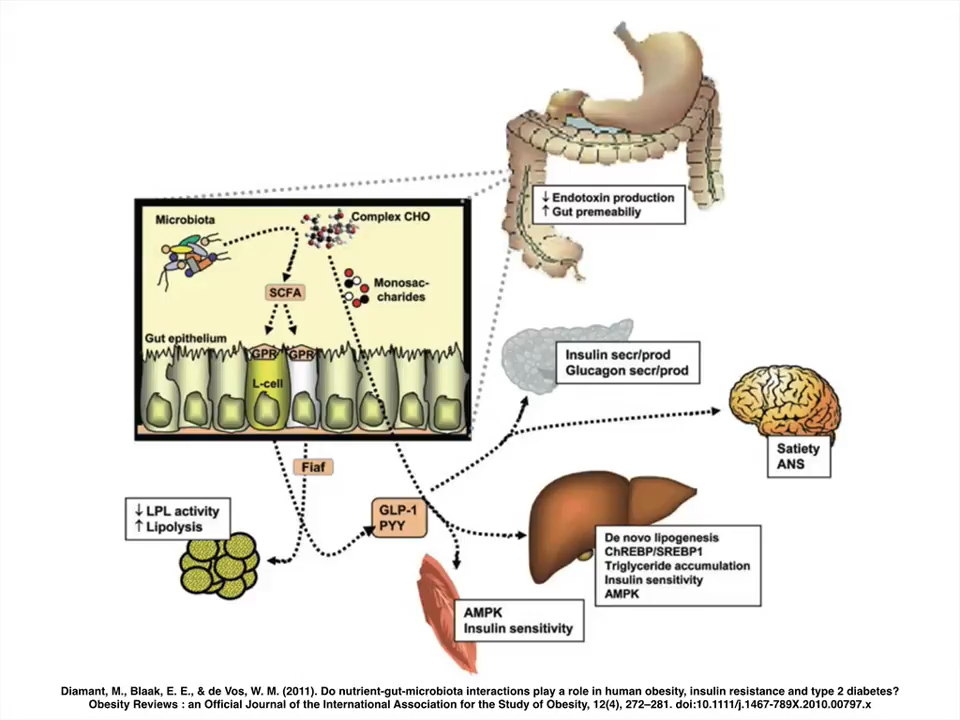 ↓ Endotoxin production
↑ Gut premeabiliy
Microbiota
Complex CHO
SCFA
Monosac-
charides
Gut epithelium
GPR
GPR
L-cell
Insulin secr/prod
Glucagon secr/prod
Satiety
ANS
Fiaf
↓ LPL activity
↑ Lipolysis
GLP-1
PYY
De novo lipogenesis
ChREBP/SREBP1
Triglyceride accumulation
Insulin sensitivity
AMPK
AMPK
Insulin sensitivity
Diamant, M., Blaak, E. E., & de Vos, W. M. (2011). Do nutrient-gut-microbiota interactions play a role in human obesity, insulin resistance and type 2 diabetes?
Obesity Reviews : an Official Journal of the International Association for the Study of Obesity, 12(4), 272–281. doi:10.1111/j.1467-789X.2010.00797.x